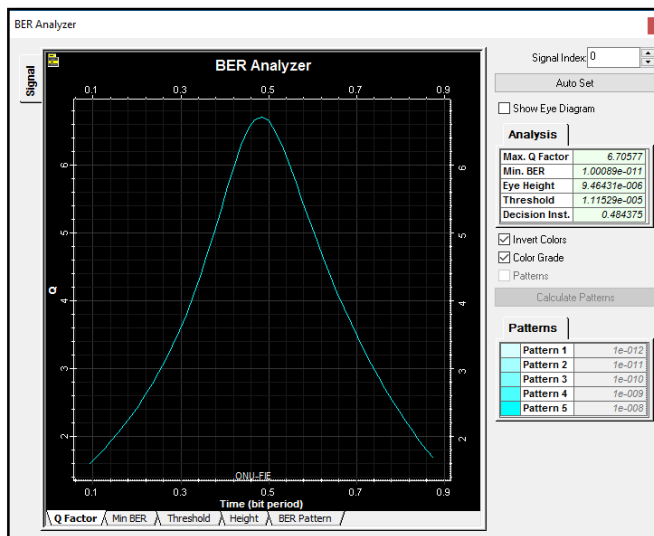 BER Analyzer
Signal Index: 0
Auto Set
Show Eye Diagram
Analysis
Max. Q Factor 6.70577
Min. BER 1.00089e-011
Eye Height 9.46431e-006
Threshold 1.11529e-005
Decision Inst. 0.484375
Invert Colors
Color Grade
Patterns
Calculate Patterns
Patterns
Pattern 1 1e-012
Pattern 2 1e-011
Pattern 3 1e-010
Pattern 4 1e-009
Pattern 5 1e-008
Signal
BER Analyzer
0.1 0.3 0.5 0.7 0.9
6 6
5 5
Q
4 4
3 3
2 2
0.1 0.3 0.5 0.7 0.9
Time (bit period)
Q Factor Min BER Threshold Height BER Pattern